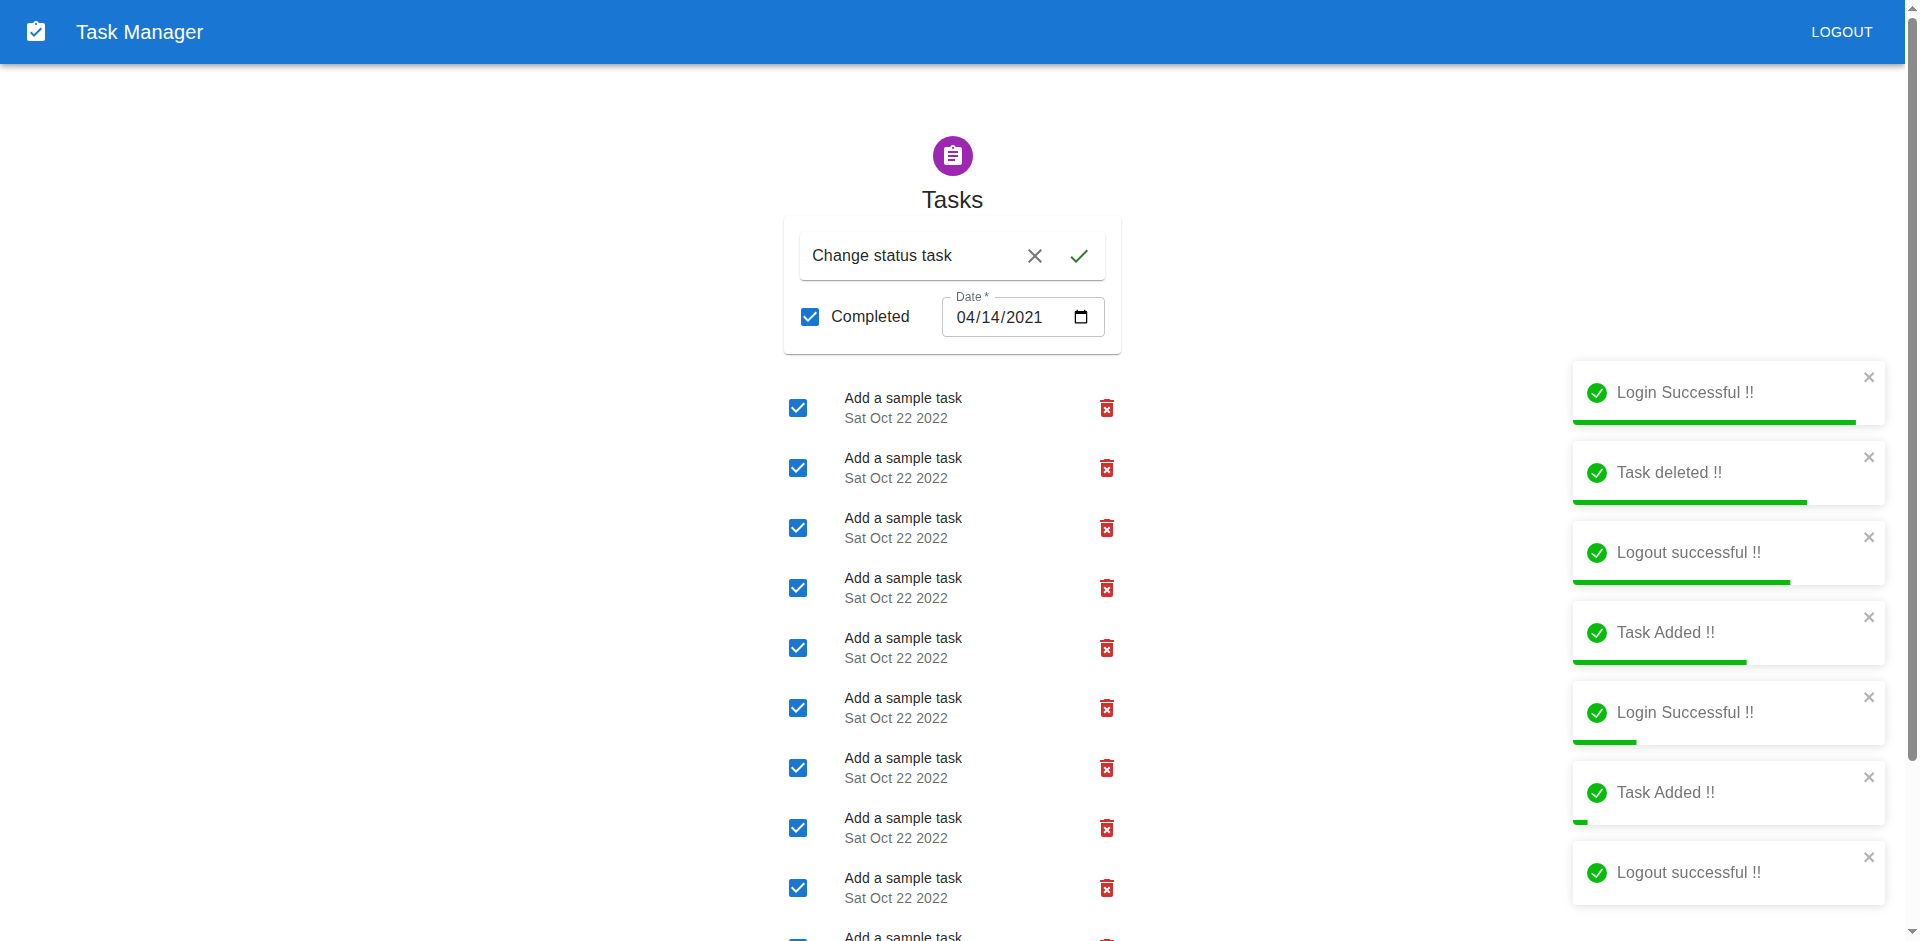 Task Manager
LOGOUT
Tasks
Change status task
Completed
Date *
04/14/2021
Add a sample task
Sat Oct 22 2022
Add a sample task
Sat Oct 22 2022
Add a sample task
Sat Oct 22 2022
Add a sample task
Sat Oct 22 2022
Add a sample task
Sat Oct 22 2022
Add a sample task
Sat Oct 22 2022
Add a sample task
Sat Oct 22 2022
Add a sample task
Sat Oct 22 2022
Add a sample task
Sat Oct 22 2022
Add a sample task
Login Successful !!
Task deleted !!
Logout successful !!
Task Added !!
Login Successful !!
Task Added !!
Logout successful !!